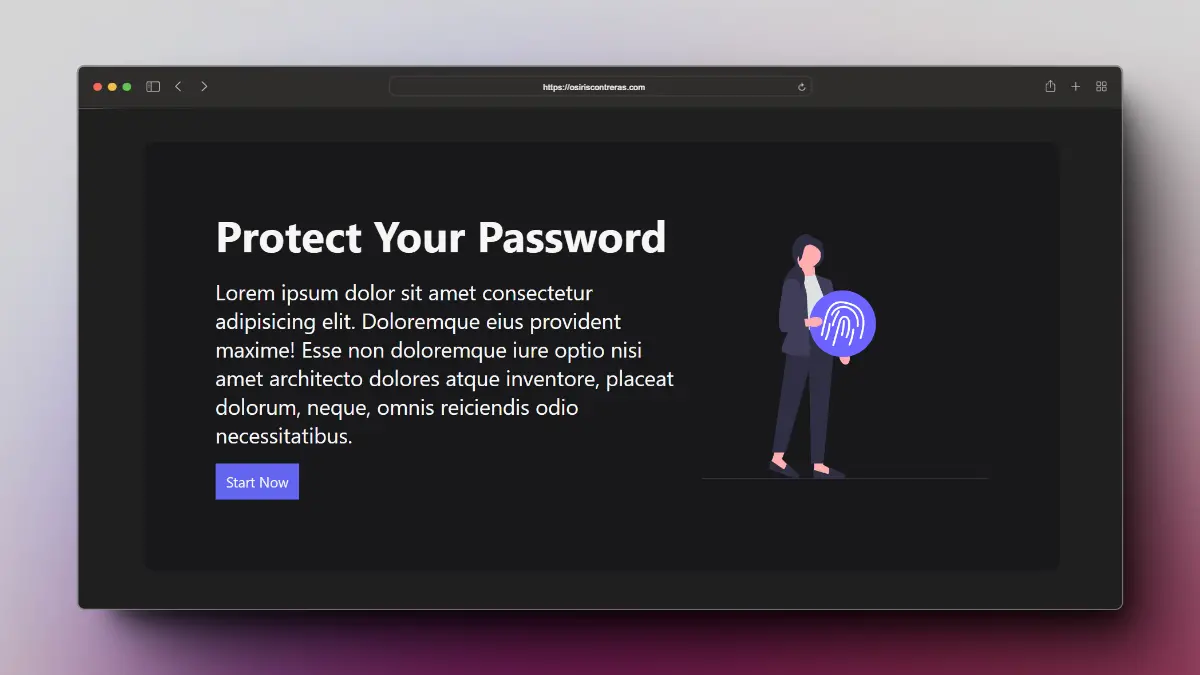 https://osiriscontreras.com
Protect Your Password
Lorem ipsum dolor sit amet consectetur
adipisicing elit. Doloremque eius provident
maxime! Esse non doloremque iure optio nisi
amet architecto dolores atque inventore, placeat
dolorum, neque, omnis reiciendis odio
necessitatibus.
Start Now